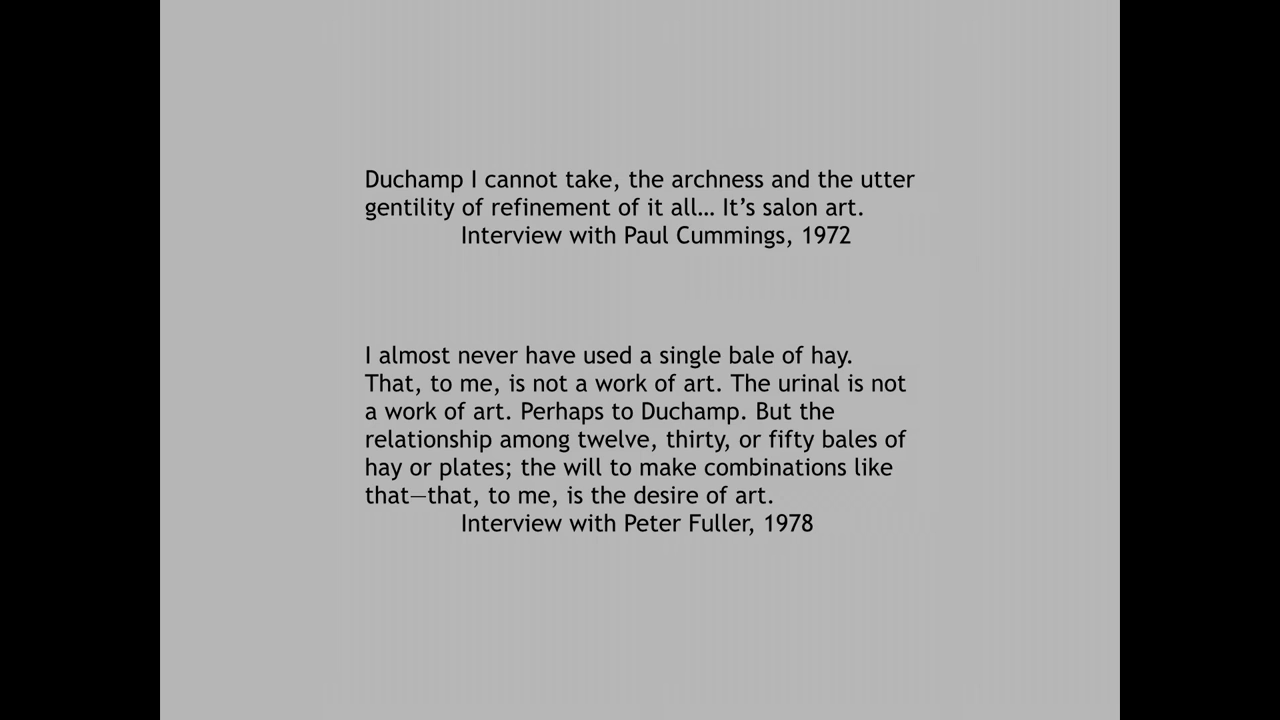 Duchamp I cannot take, the archness and the utter
gentility of refinement of it all… It’s salon art.
Interview with Paul Cummings, 1972
I almost never have used a single bale of hay.
That, to me, is not a work of art. The urinal is not
a work of art. Perhaps to Duchamp. But the
relationship among twelve, thirty, or fifty bales of
hay or plates; the will to make combinations like
that—that, to me, is the desire of art.
Interview with Peter Fuller, 1978